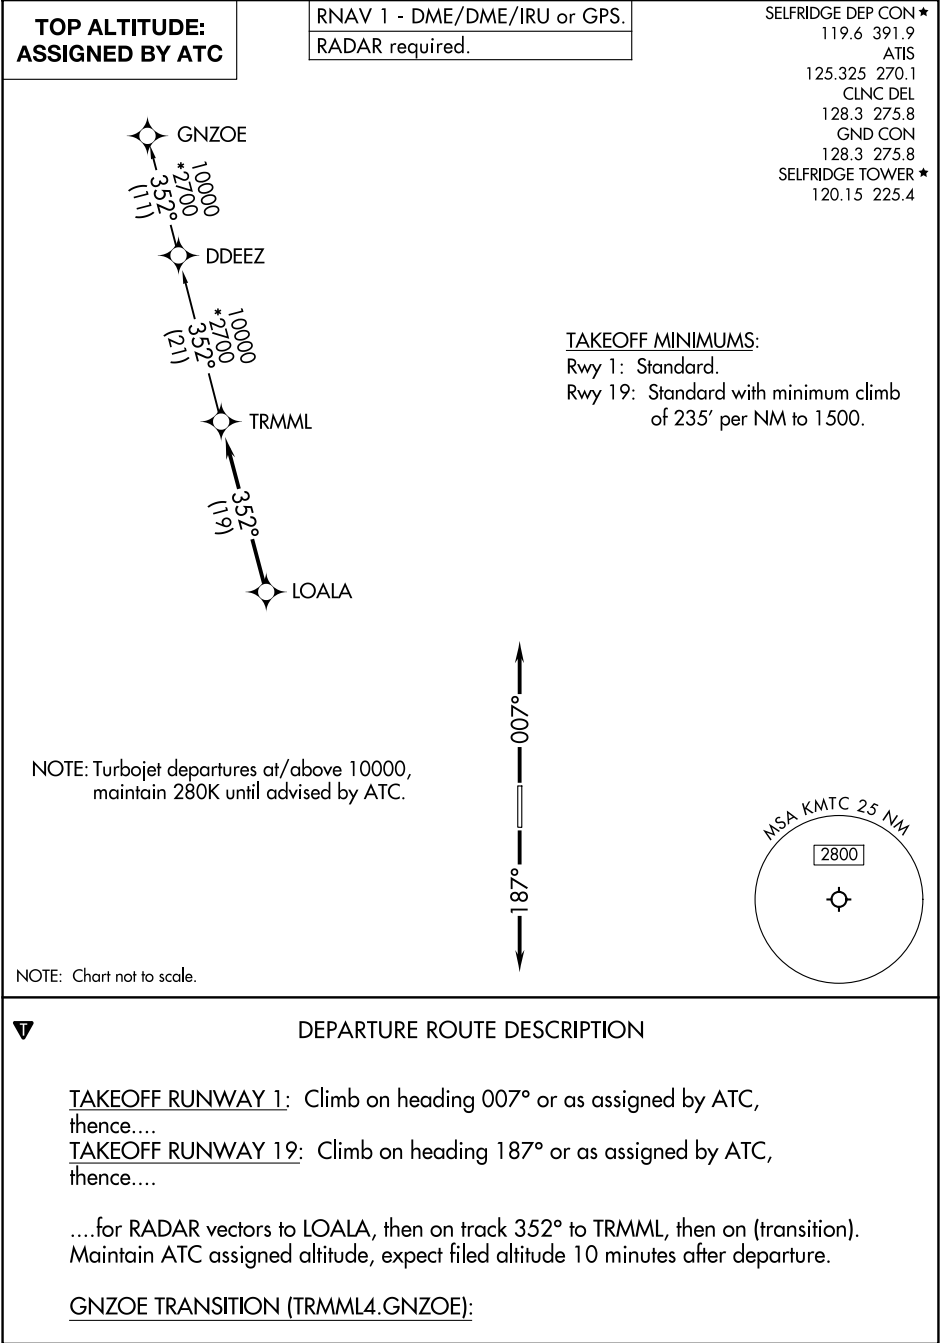 TOP ALTITUDE:
ASSIGNED BY ATC
RNAV 1 - DME/DME/IRU or GPS.
RADAR required.
SELFRIDGE DEP CON ★
119.6 391.9
ATIS
125.325 270.1
CLNC DEL
128.3 275.8
GND CON
128.3 275.8
SELFRIDGE TOWER ★
120.15 225.4
GNZOE
10000
*2700
352°
(11)
DDEEZ
10000
*2700
352°
(21)
TRMML
352°
(19)
LOALA
TAKEOFF MINIMUMS:
Rwy 1: Standard.
Rwy 19: Standard with minimum climb
of 235' per NM to 1500.
007°
187°
NOTE: Turbojet departures at/above 10000,
maintain 280K until advised by ATC.
MSA KMTC 25 NM
2800
NOTE: Chart not to scale.
T
DEPARTURE ROUTE DESCRIPTION
TAKEOFF RUNWAY 1: Climb on heading 007° or as assigned by ATC,
thence....
TAKEOFF RUNWAY 19: Climb on heading 187° or as assigned by ATC,
thence....
....for RADAR vectors to LOALA, then on track 352° to TRMML, then on (transition).
Maintain ATC assigned altitude, expect filed altitude 10 minutes after departure.
GNZOE TRANSITION (TRMML4.GNZOE):